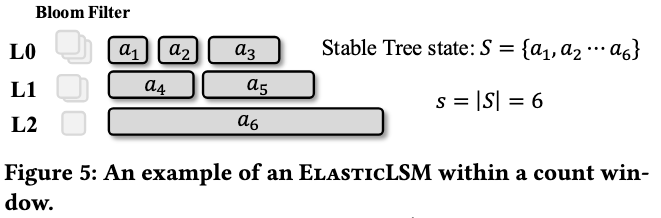 Bloom Filter
L0 a₁ a₂ a₃ Stable Tree state: S = {a₁, a₂ ⋯ a₆}
L1 a₄ a₅ s = |S| = 6
L2 a₆
Figure 5: An example of an ElasticLSM within a count win-
dow.